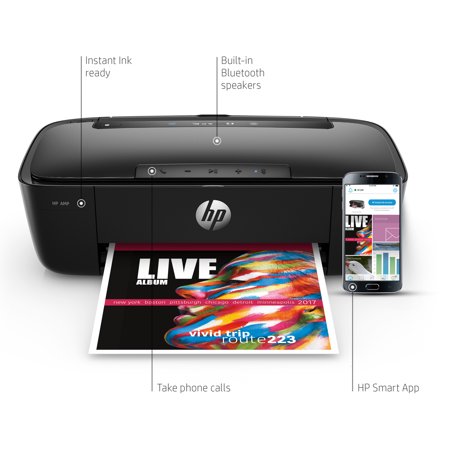 Instant Ink
ready
Built-in
Bluetooth
speakers
HP AMP
hp
LIVE
ALBUM
new york boston pittsburgh chicago detroit minneapolis 2017
vivid trip
route223
Take phone calls
HP Smart App